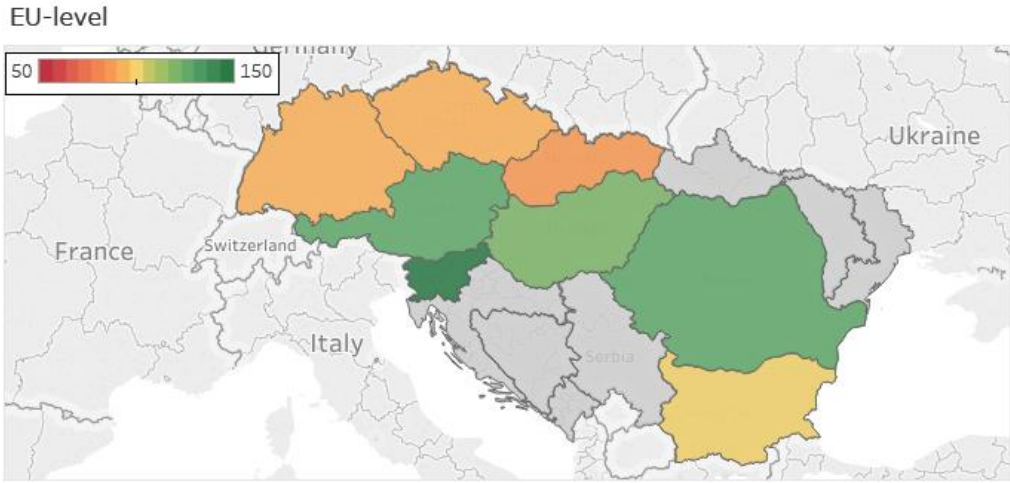 EU-level
Germany
50 150
Ukraine
France
Switzerland
Italy
Serbia